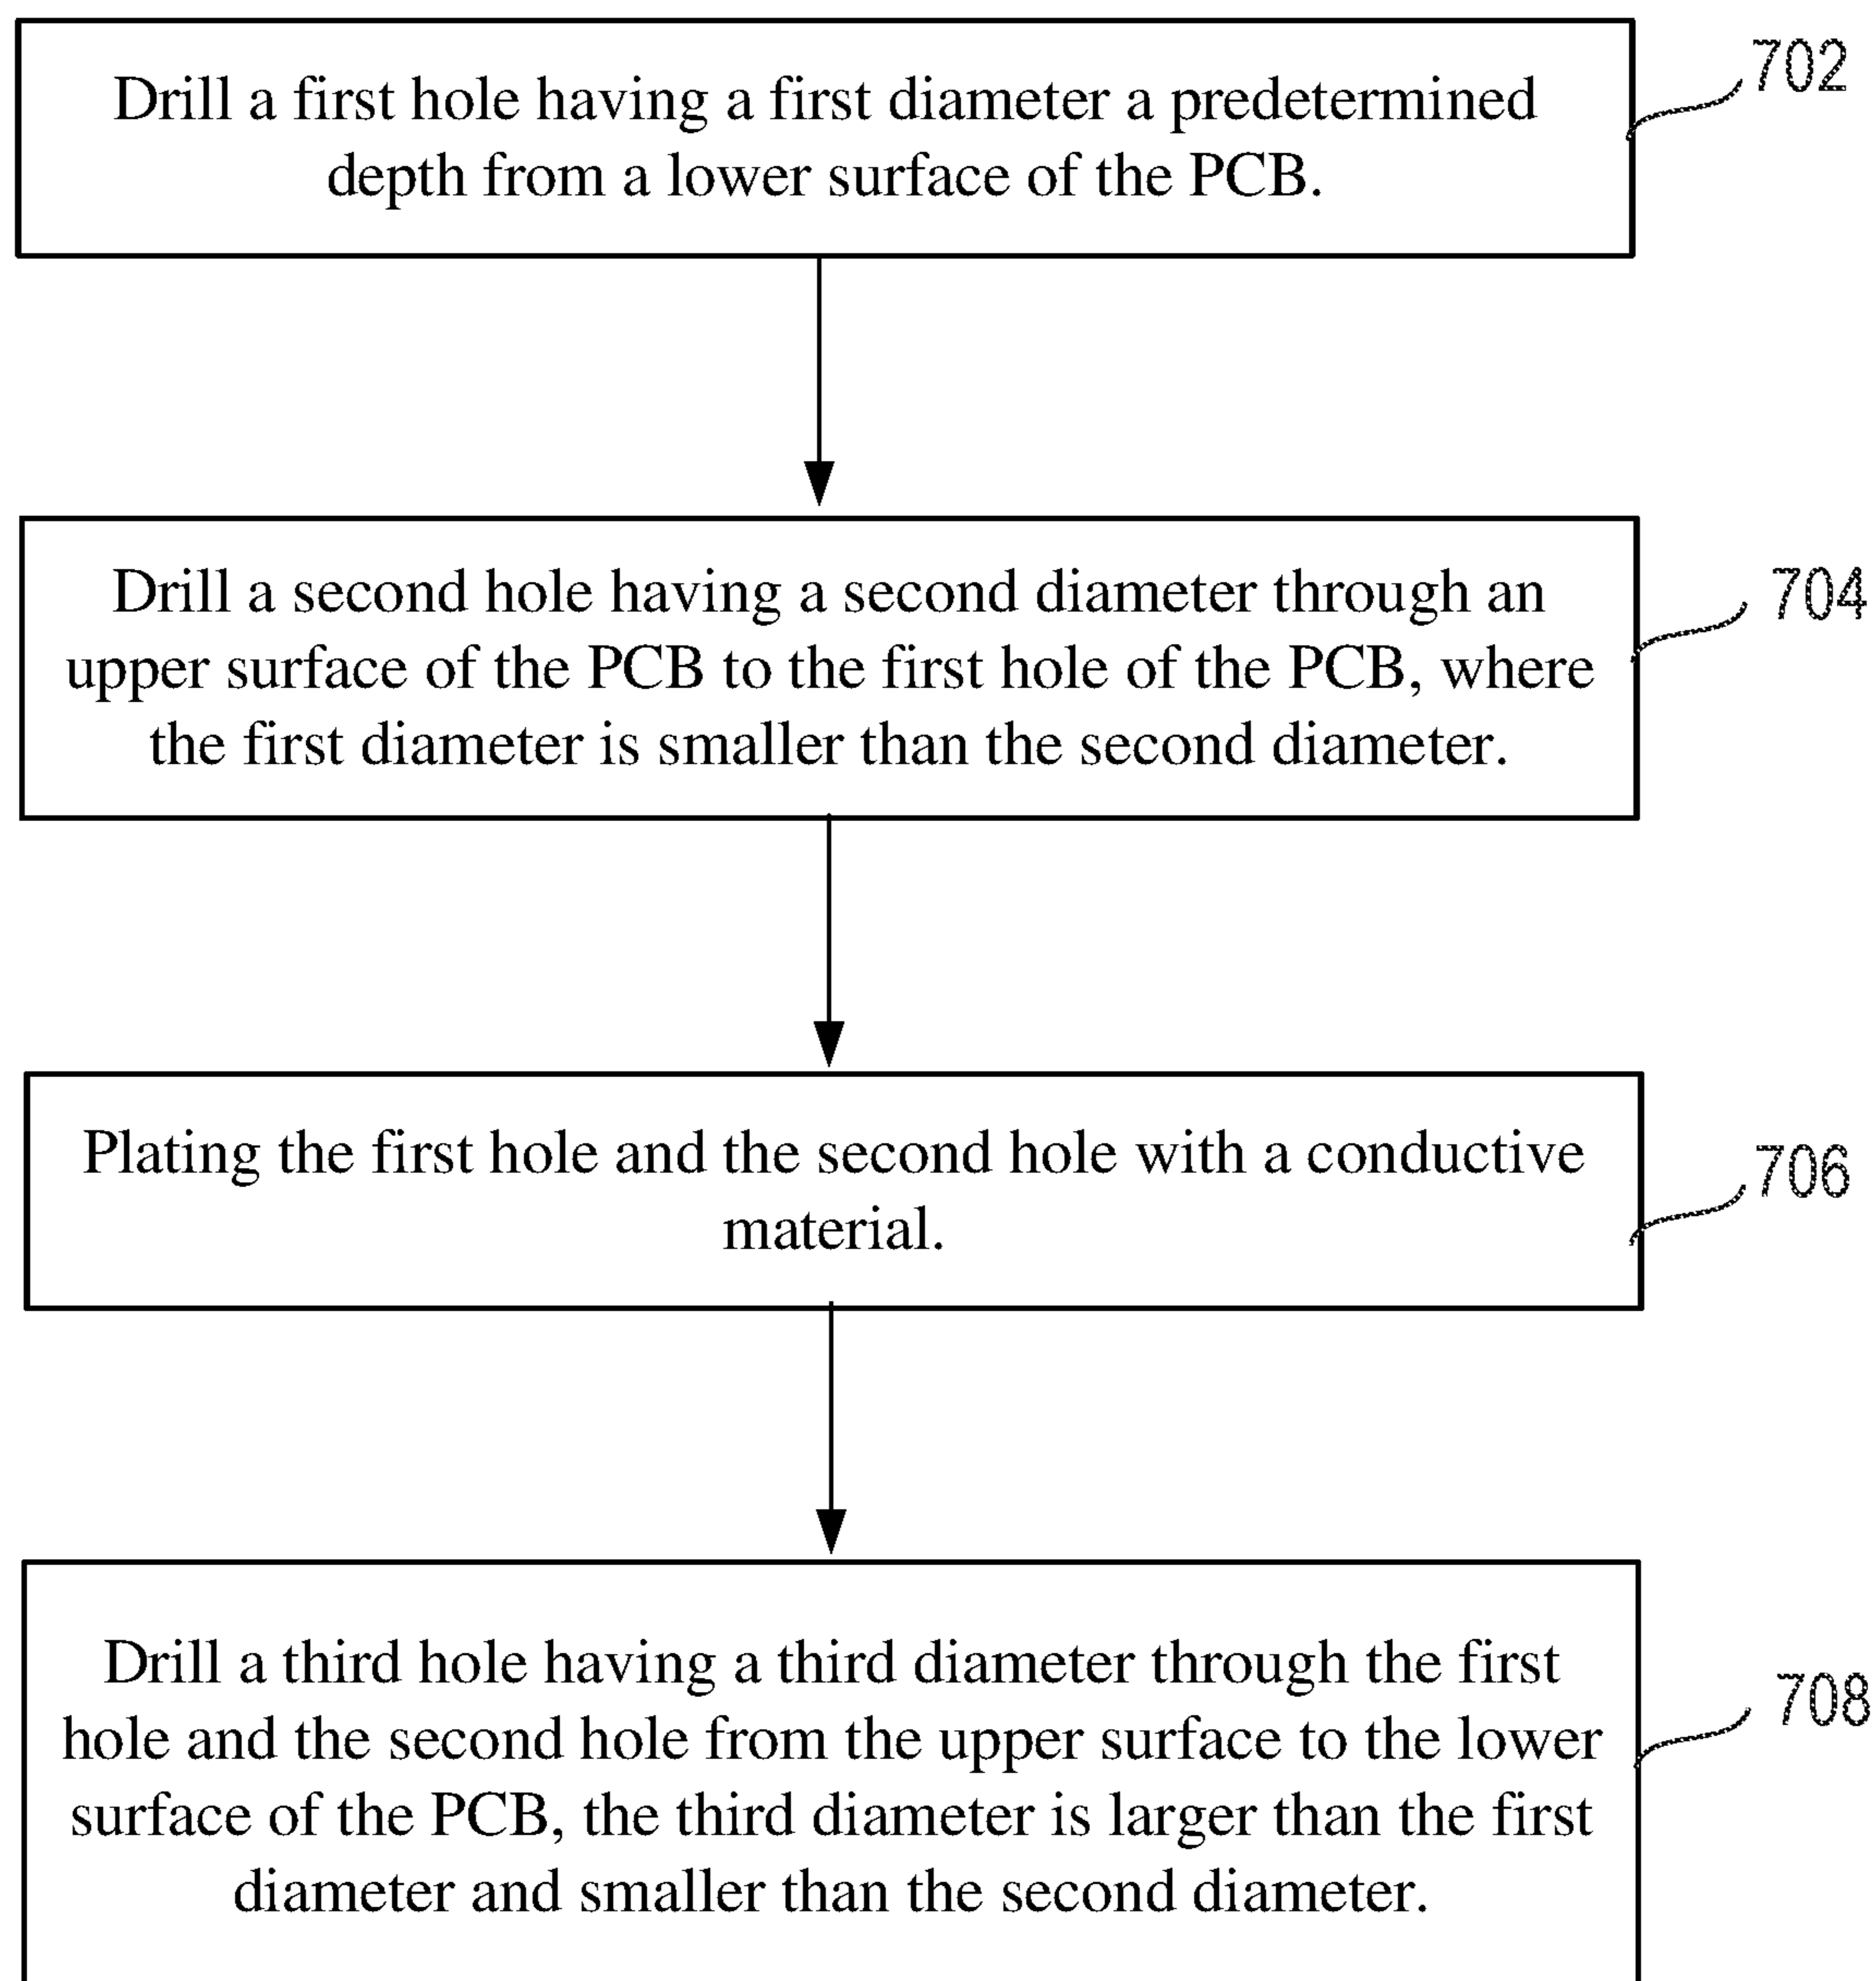 Drill a first hole having a first diameter a predetermined
depth from a lower surface of the PCB.
702
Drill a second hole having a second diameter through an
upper surface of the PCB to the first hole of the PCB, where
the first diameter is smaller than the second diameter.
704
Plating the first hole and the second hole with a conductive
material.
706
Drill a third hole having a third diameter through the first
hole and the second hole from the upper surface to the lower
surface of the PCB, the third diameter is larger than the first
diameter and smaller than the second diameter.
708